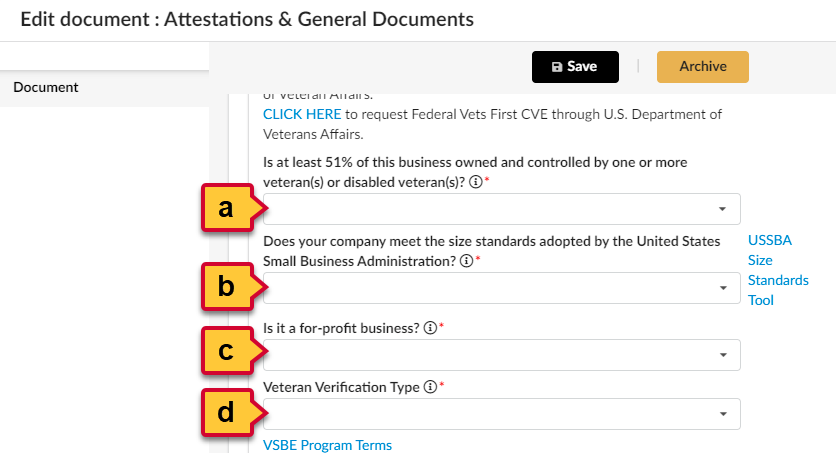 Edit document : Attestations & General Documents
Save
Archive
Document
of Veteran Affairs.
CLICK HERE to request Federal Vets First CVE through U.S. Department of
Veterans Affairs.
Is at least 51% of this business owned and controlled by one or more
veteran(s) or disabled veteran(s)? *
a
Does your company meet the size standards adopted by the United States
Small Business Administration? *
USSBA
Size
Standards
Tool
b
Is it a for-profit business? *
c
Veteran Verification Type *
d
VSBE Program Terms